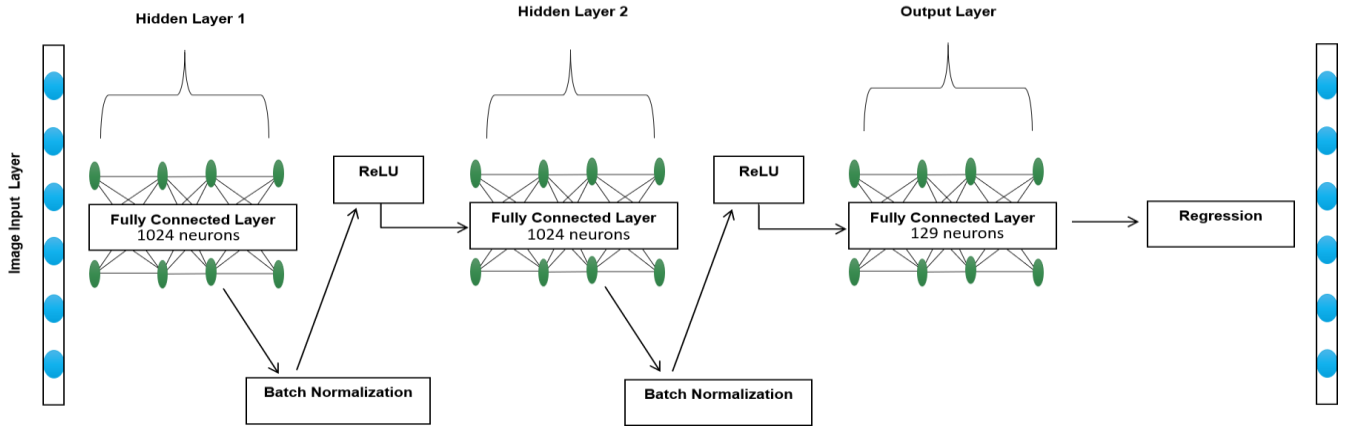 Hidden Layer 1
Hidden Layer 2
Output Layer
Image Input Layer
ReLU
ReLU
Fully Connected Layer
1024 neurons
Fully Connected Layer
1024 neurons
Fully Connected Layer
129 neurons
Regression
Batch Normalization
Batch Normalization